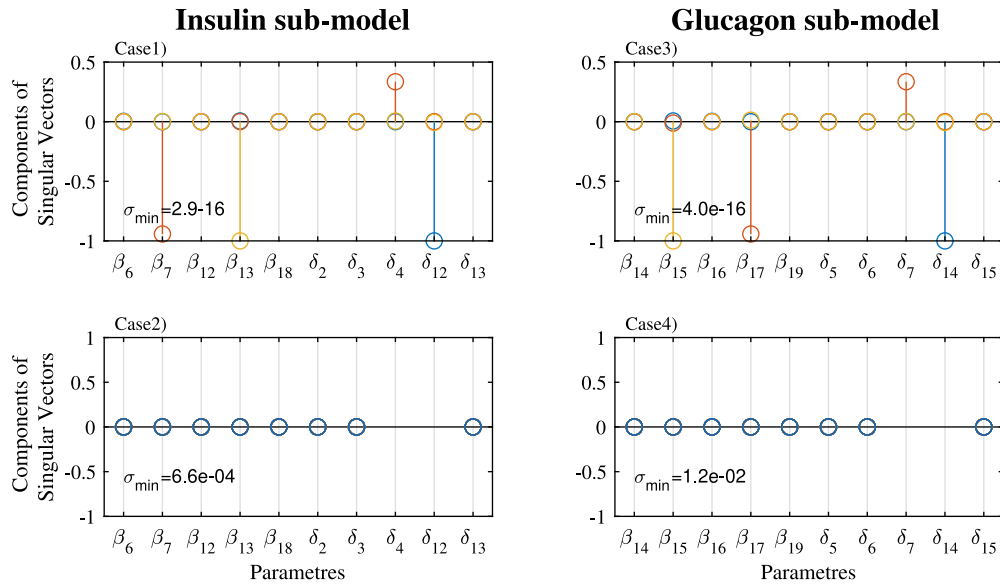 Insulin sub-model
Glucagon sub-model
Case1)
Components of
Singular Vectors
0.5
0
-0.5
-1
σmin=2.9-16
β6 β7 β12 β13 β18 δ2 δ3 δ4 δ12 δ13
Case3)
0.5
0
-0.5
-1
σmin=4.0e-16
β14 β15 β16 β17 β19 δ5 δ6 δ7 δ14 δ15
Case2)
Components of
Singular Vectors
1
0.5
0
-0.5
-1
σmin=6.6e-04
β6 β7 β12 β13 β18 δ2 δ3 δ4 δ12 δ13
Parametres
Case4)
1
0.5
0
-0.5
-1
σmin=1.2e-02
β14 β15 β16 β17 β19 δ5 δ6 δ7 δ14 δ15
Parametres